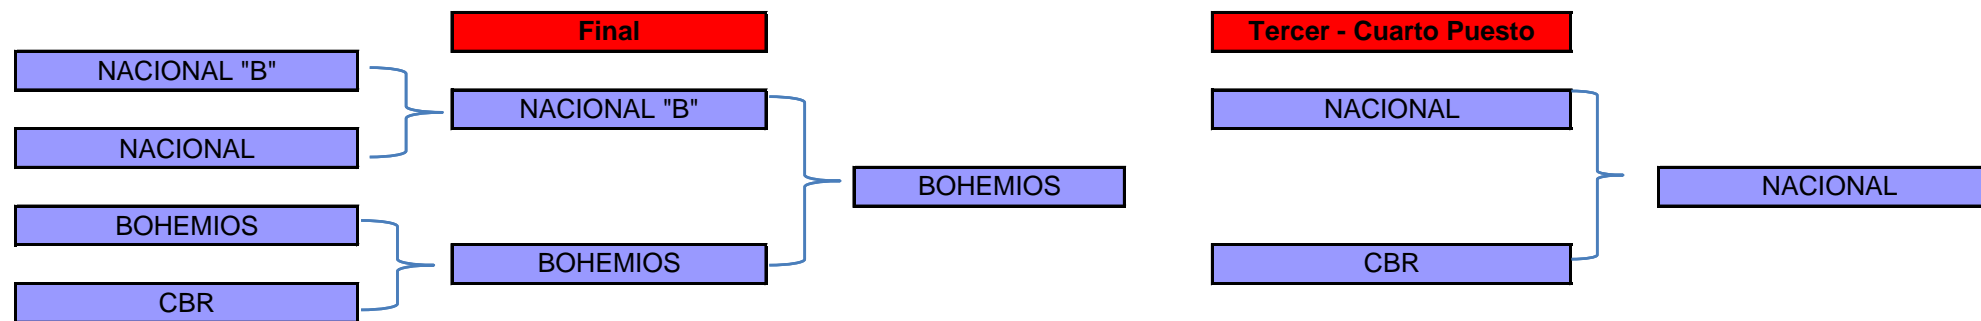 Final
Tercer - Cuarto Puesto
NACIONAL "B"
NACIONAL "B"
NACIONAL
NACIONAL
BOHEMIOS
NACIONAL
BOHEMIOS
BOHEMIOS
CBR
CBR